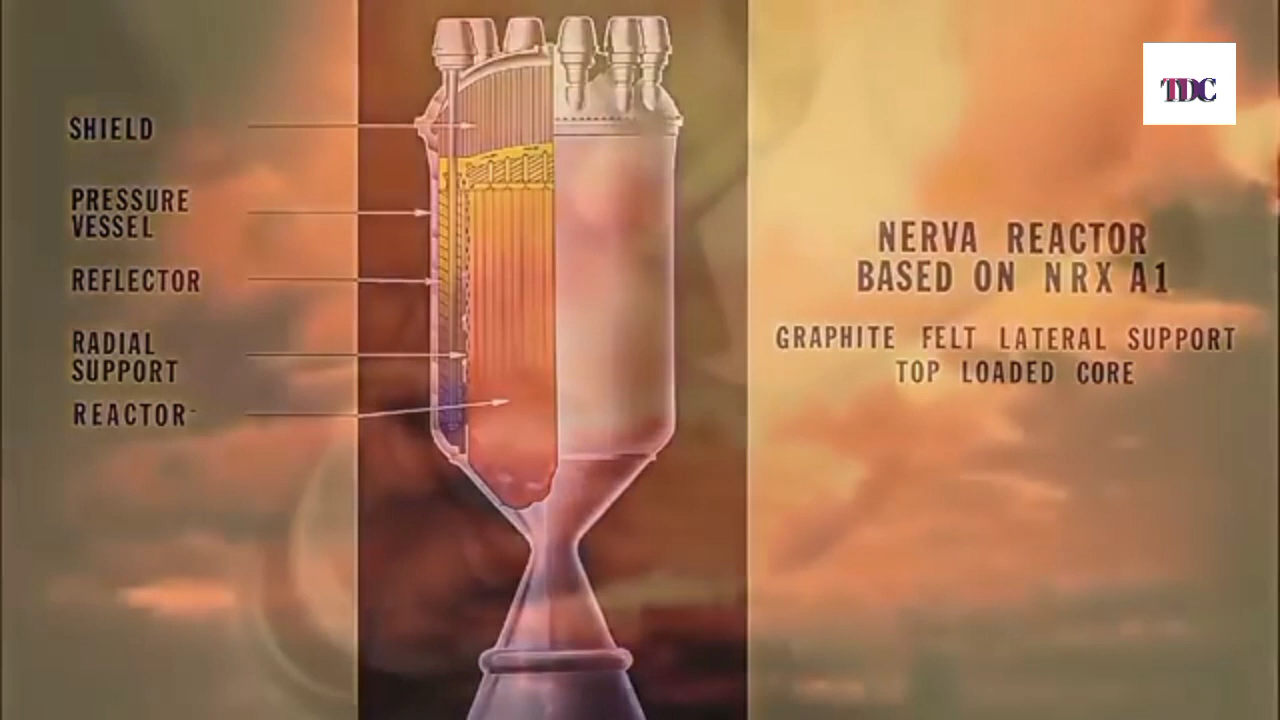 SHIELD
PRESSURE
VESSEL
REFLECTOR
RADIAL
SUPPORT
REACTOR
NERVA REACTOR
BASED ON NRX A1
GRAPHITE FELT LATERAL SUPPORT
TOP LOADED CORE
TDC